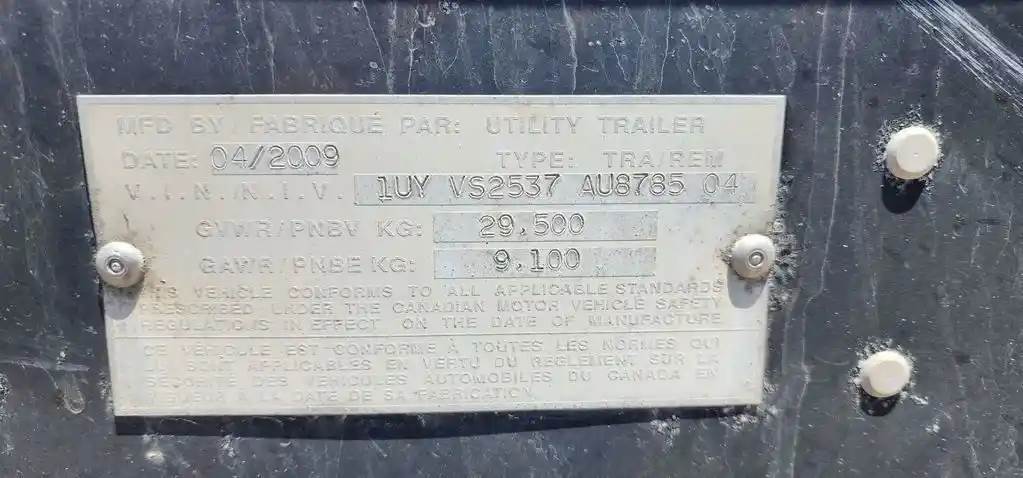 MFD BY / FABRIQUÉ PAR: UTILITY TRAILER
DATE: 04/2009 TYPE: TRA/REM
V.I.N./N.I.V. 1UY VS2537 AU8785 04
GVWR/PNBV KG: 29,500
GAWR/PNBE KG: 9,100
VEHICLE CONFORMS TO ALL APPLICABLE STANDARDS
UNDER THE CANADIAN MOTOR VEHICLE SAFETY
REGULATIONS IN EFFECT ON THE DATE OF MANUFACTURE
CE VÉHICULE EST CONFORME À TOUTES LES NORMES QUI
LUI SONT APPLICABLES EN VERTU DU RÈGLEMENT SUR LA
SÉCURITÉ DES VÉHICULES AUTOMOBILES DU CANADA EN
À LA DATE DE SA FABRICATION